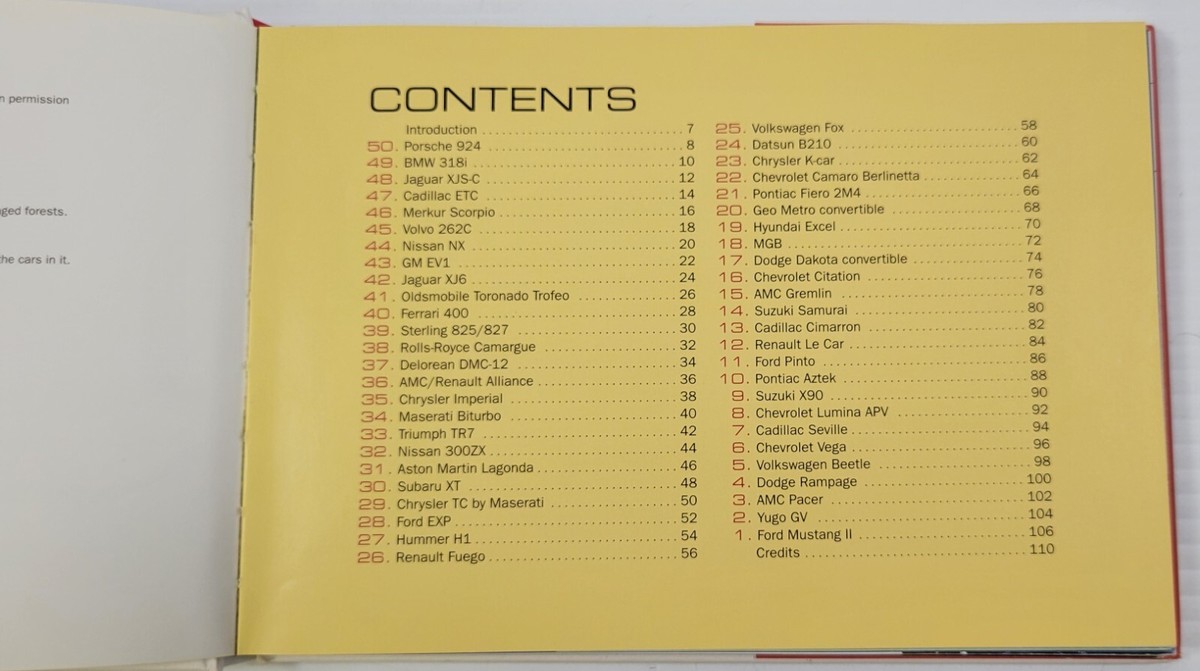 n permission
ged forests.
the cars in it.
CONTENTS
Introduction 7
50. Porsche 924 8
49. BMW 318i 10
48. Jaguar XJS-C 12
47. Cadillac ETC 14
46. Merkur Scorpio 16
45. Volvo 262C 18
44. Nissan NX 20
43. GM EV1 22
42. Jaguar XJ6 24
41. Oldsmobile Toronado Trofeo 26
40. Ferrari 400 28
39. Sterling 825/827 30
38. Rolls-Royce Camargue 32
37. Delorean DMC-12 34
36. AMC/Renault Alliance 36
35. Chrysler Imperial 38
34. Maserati Biturbo 40
33. Triumph TR7 42
32. Nissan 300ZX 44
31. Aston Martin Lagonda 46
30. Subaru XT 48
29. Chrysler TC by Maserati 50
28. Ford EXP 52
27. Hummer H1 54
26. Renault Fuego 56
25. Volkswagen Fox 58
24. Datsun B210 60
23. Chrysler K-car 62
22. Chevrolet Camaro Berlinetta 64
21. Pontiac Fiero 2M4 66
20. Geo Metro convertible 68
19. Hyundai Excel 70
18. MGB 72
17. Dodge Dakota convertible 74
16. Chevrolet Citation 76
15. AMC Gremlin 78
14. Suzuki Samurai 80
13. Cadillac Cimarron 82
12. Renault Le Car 84
11. Ford Pinto 86
10. Pontiac Aztek 88
9. Suzuki X90 90
8. Chevrolet Lumina APV 92
7. Cadillac Seville 94
6. Chevrolet Vega 96
5. Volkswagen Beetle 98
4. Dodge Rampage 100
3. AMC Pacer 102
2. Yugo GV 104
1. Ford Mustang II 106
Credits 110